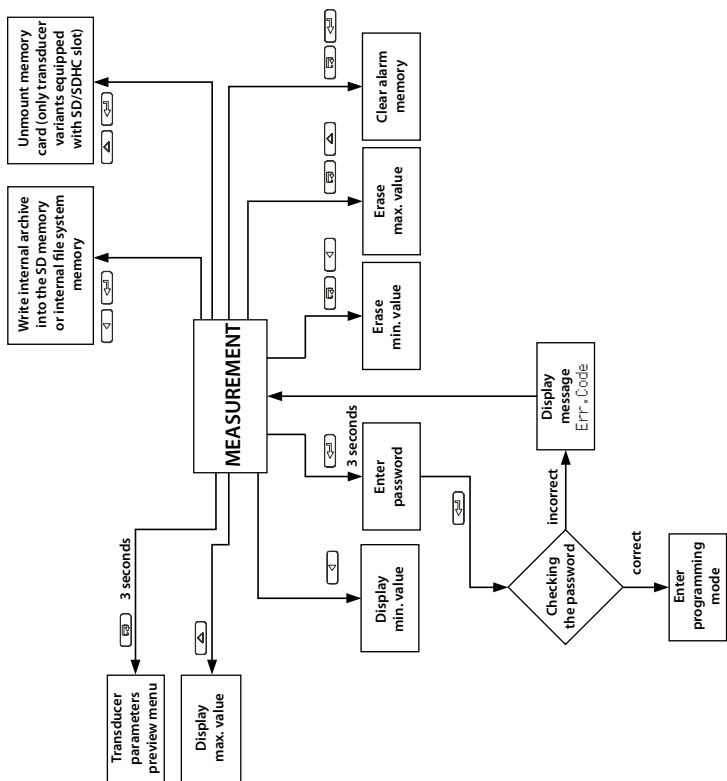 Unmount memory
card (only transducer
variants equipped
with SD/SDHC slot)
Write internal archive
into the SD memory
or internal file system
memory
Clear alarm
memory
Erase
max. value
Erase
min. value
MEASUREMENT
3 seconds
Transducer
parameters
preview menu
Display
max. value
Display
min. value
3 seconds
Enter
password
Checking
the password
incorrect
Display
message
Err.Code
correct
Enter
programming
mode